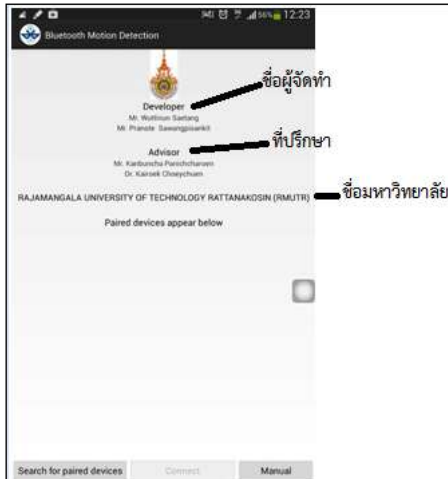 56% 12:23
Bluetooth Motion Detection
Developer
ชื่อผู้จัดทำ
Mr. Wuttinun Saetang
Mr. Pranote Sawangpisankit
Advisor
ที่ปรึกษา
Mr. Kanbuncha Panichcharoen
Dr. Kairoek Choeychuen
RAJAMANGALA UNIVERSITY OF TECHNOLOGY RATTANAKOSIN (RMUTR)
ชื่อมหาวิทยาลัย
Paired devices appear below
Search for paired devices
Connect
Manual